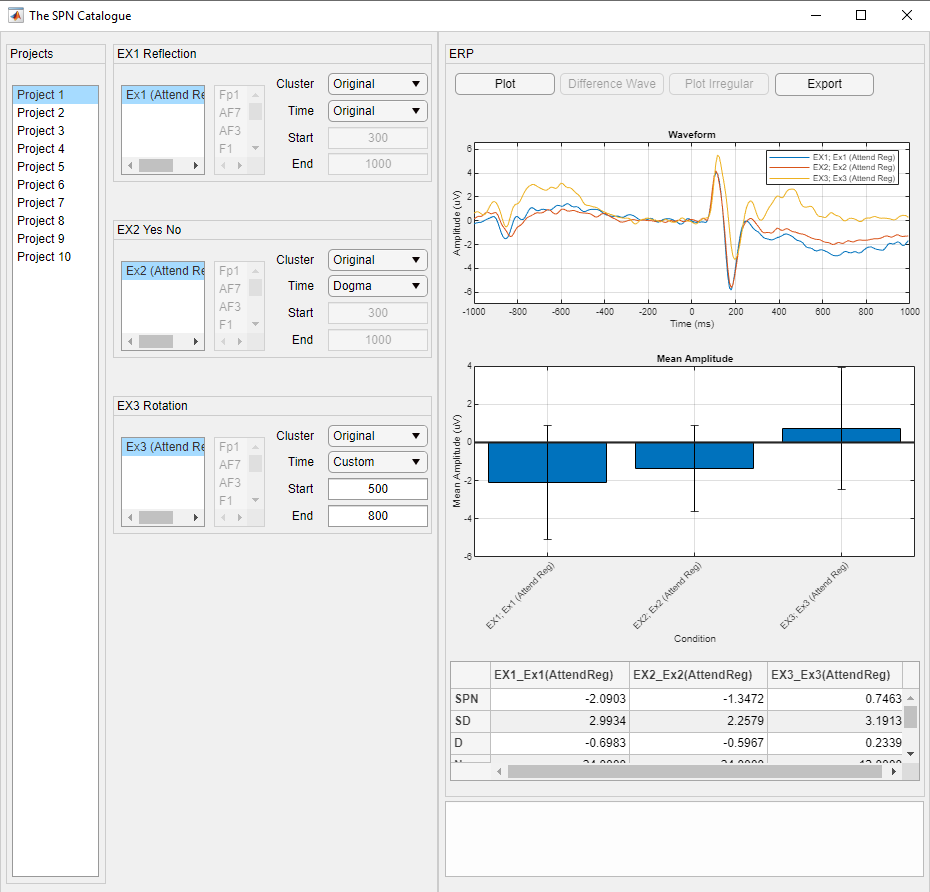 The SPN Catalogue
Projects
Project 1
Project 2
Project 3
Project 4
Project 5
Project 6
Project 7
Project 8
Project 9
Project 10
EX1 Reflection
Ex1 (Attend Re
Fp1
AF7
AF3
F1
Cluster Original
Time Original
Start 300
End 1000
EX2 Yes No
Ex2 (Attend Re
Fp1
AF7
AF3
F1
Cluster Original
Time Dogma
Start 300
End 1000
EX3 Rotation
Ex3 (Attend Re
Fp1
AF7
AF3
F1
Cluster Original
Time Custom
Start 500
End 800
ERP
Plot Difference Wave Plot Irregular Export
Waveform
EX1; Ex1 (Attend Reg)
EX2; Ex2 (Attend Reg)
EX3; Ex3 (Attend Reg)
Amplitude (uV)
6
4
2
0
-2
-4
-6
-1000 -800 -600 -400 -200 0 200 400 600 800 1000
Time (ms)
Mean Amplitude
Mean Amplitude (uV)
4
2
0
-2
-4
-6
EX1; Ex1 (Attend Reg) EX2; Ex2 (Attend Reg) EX3; Ex3 (Attend Reg)
Condition
EX1_Ex1(AttendReg) EX2_Ex2(AttendReg) EX3_Ex3(AttendReg)
SPN -2.0903 -1.3472 0.7463
SD 2.9934 2.2579 3.1913
D -0.6983 -0.5967 0.2339